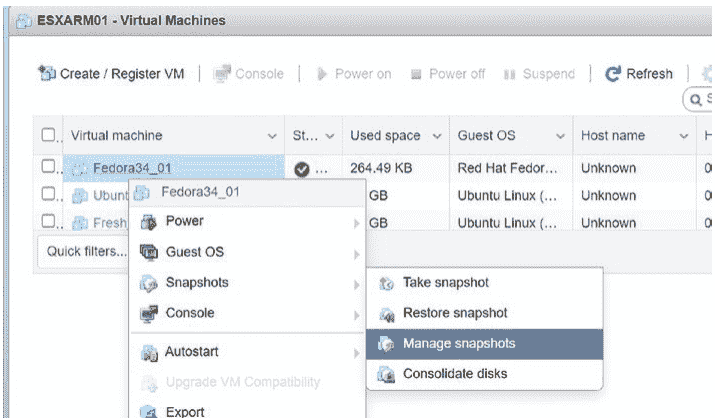 ESXARM01 - Virtual Machines
Create / Register VM | Console | Power on Power off Suspend | Refresh |
Virtual machine St... Used space Guest OS Host name
Fedora34_01 ... 264.49 KB Red Hat Fedor... Unknown
Ubunt GB Ubuntu Linux (... Unknown
Fresh GB Ubuntu Linux (... Unknown
Quick filters...
Fedora34_01
Power
Guest OS
Snapshots
Console
Autostart
Upgrade VM Compatibility
Export
Take snapshot
Restore snapshot
Manage snapshots
Consolidate disks